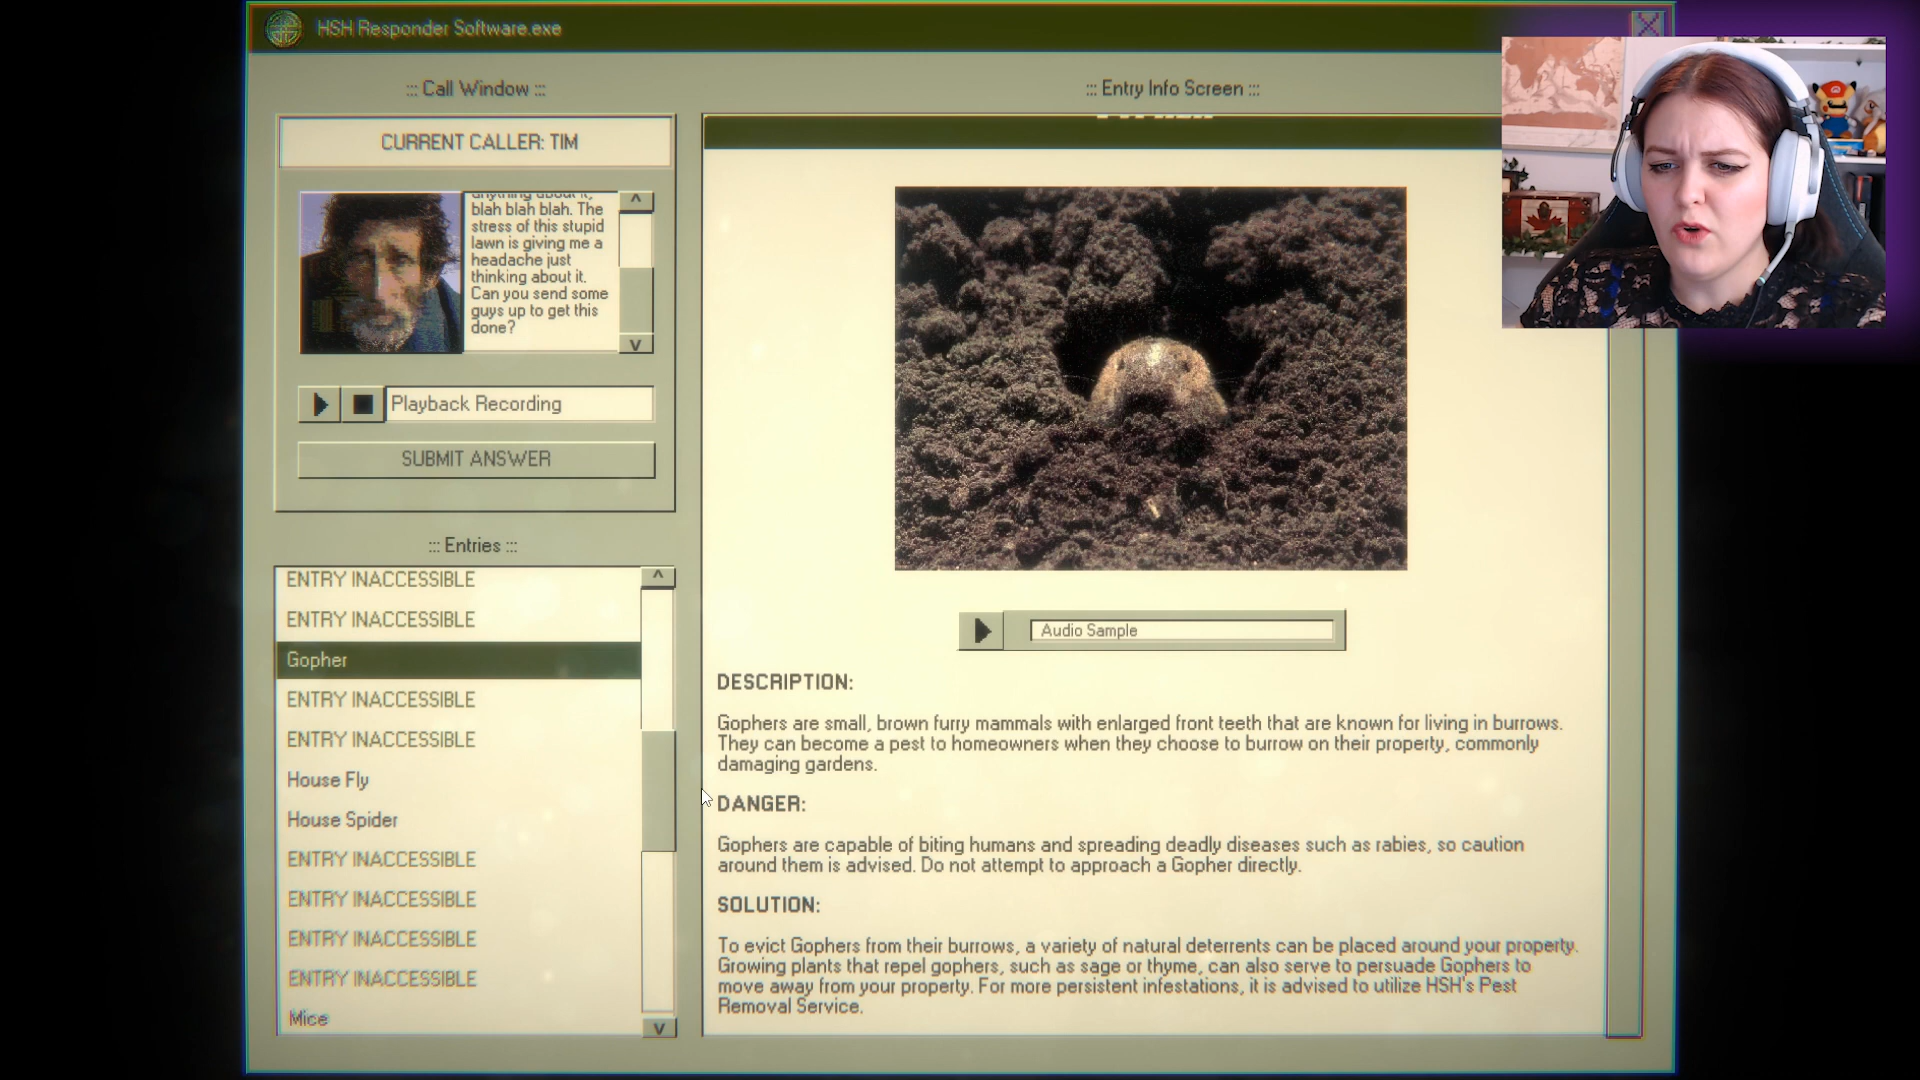 HSH Responder Software.exe
::: Call Window :::
::: Entry Info Screen :::
CURRENT CALLER: TIM
anything about it,
blah blah blah. The
stress of this stupid
lawn is giving me a
headache just
thinking about it.
Can you send some
guys up to get this
done?
Playback Recording
SUBMIT ANSWER
::: Entries :::
ENTRY INACCESSIBLE
ENTRY INACCESSIBLE
Gopher
ENTRY INACCESSIBLE
ENTRY INACCESSIBLE
House Fly
House Spider
ENTRY INACCESSIBLE
ENTRY INACCESSIBLE
ENTRY INACCESSIBLE
ENTRY INACCESSIBLE
Mice
Audio Sample
DESCRIPTION:
Gophers are small, brown furry mammals with enlarged front teeth that are known for living in burrows.
They can become a pest to homeowners when they choose to burrow on their property, commonly
damaging gardens.
DANGER:
Gophers are capable of biting humans and spreading deadly diseases such as rabies, so caution
around them is advised. Do not attempt to approach a Gopher directly.
SOLUTION:
To evict Gophers from their burrows, a variety of natural deterrents can be placed around your property.
Growing plants that repel gophers, such as sage or thyme, can also serve to persuade Gophers to
move away from your property. For more persistent infestations, it is advised to utilize HSH's Pest
Removal Service.